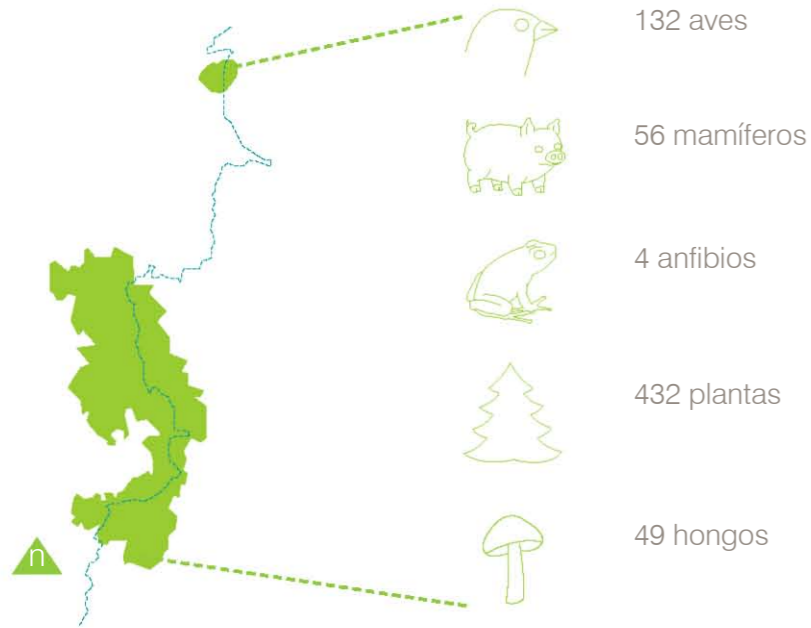 132 aves
56 mamíferos
4 anfibios
432 plantas
49 hongos
n